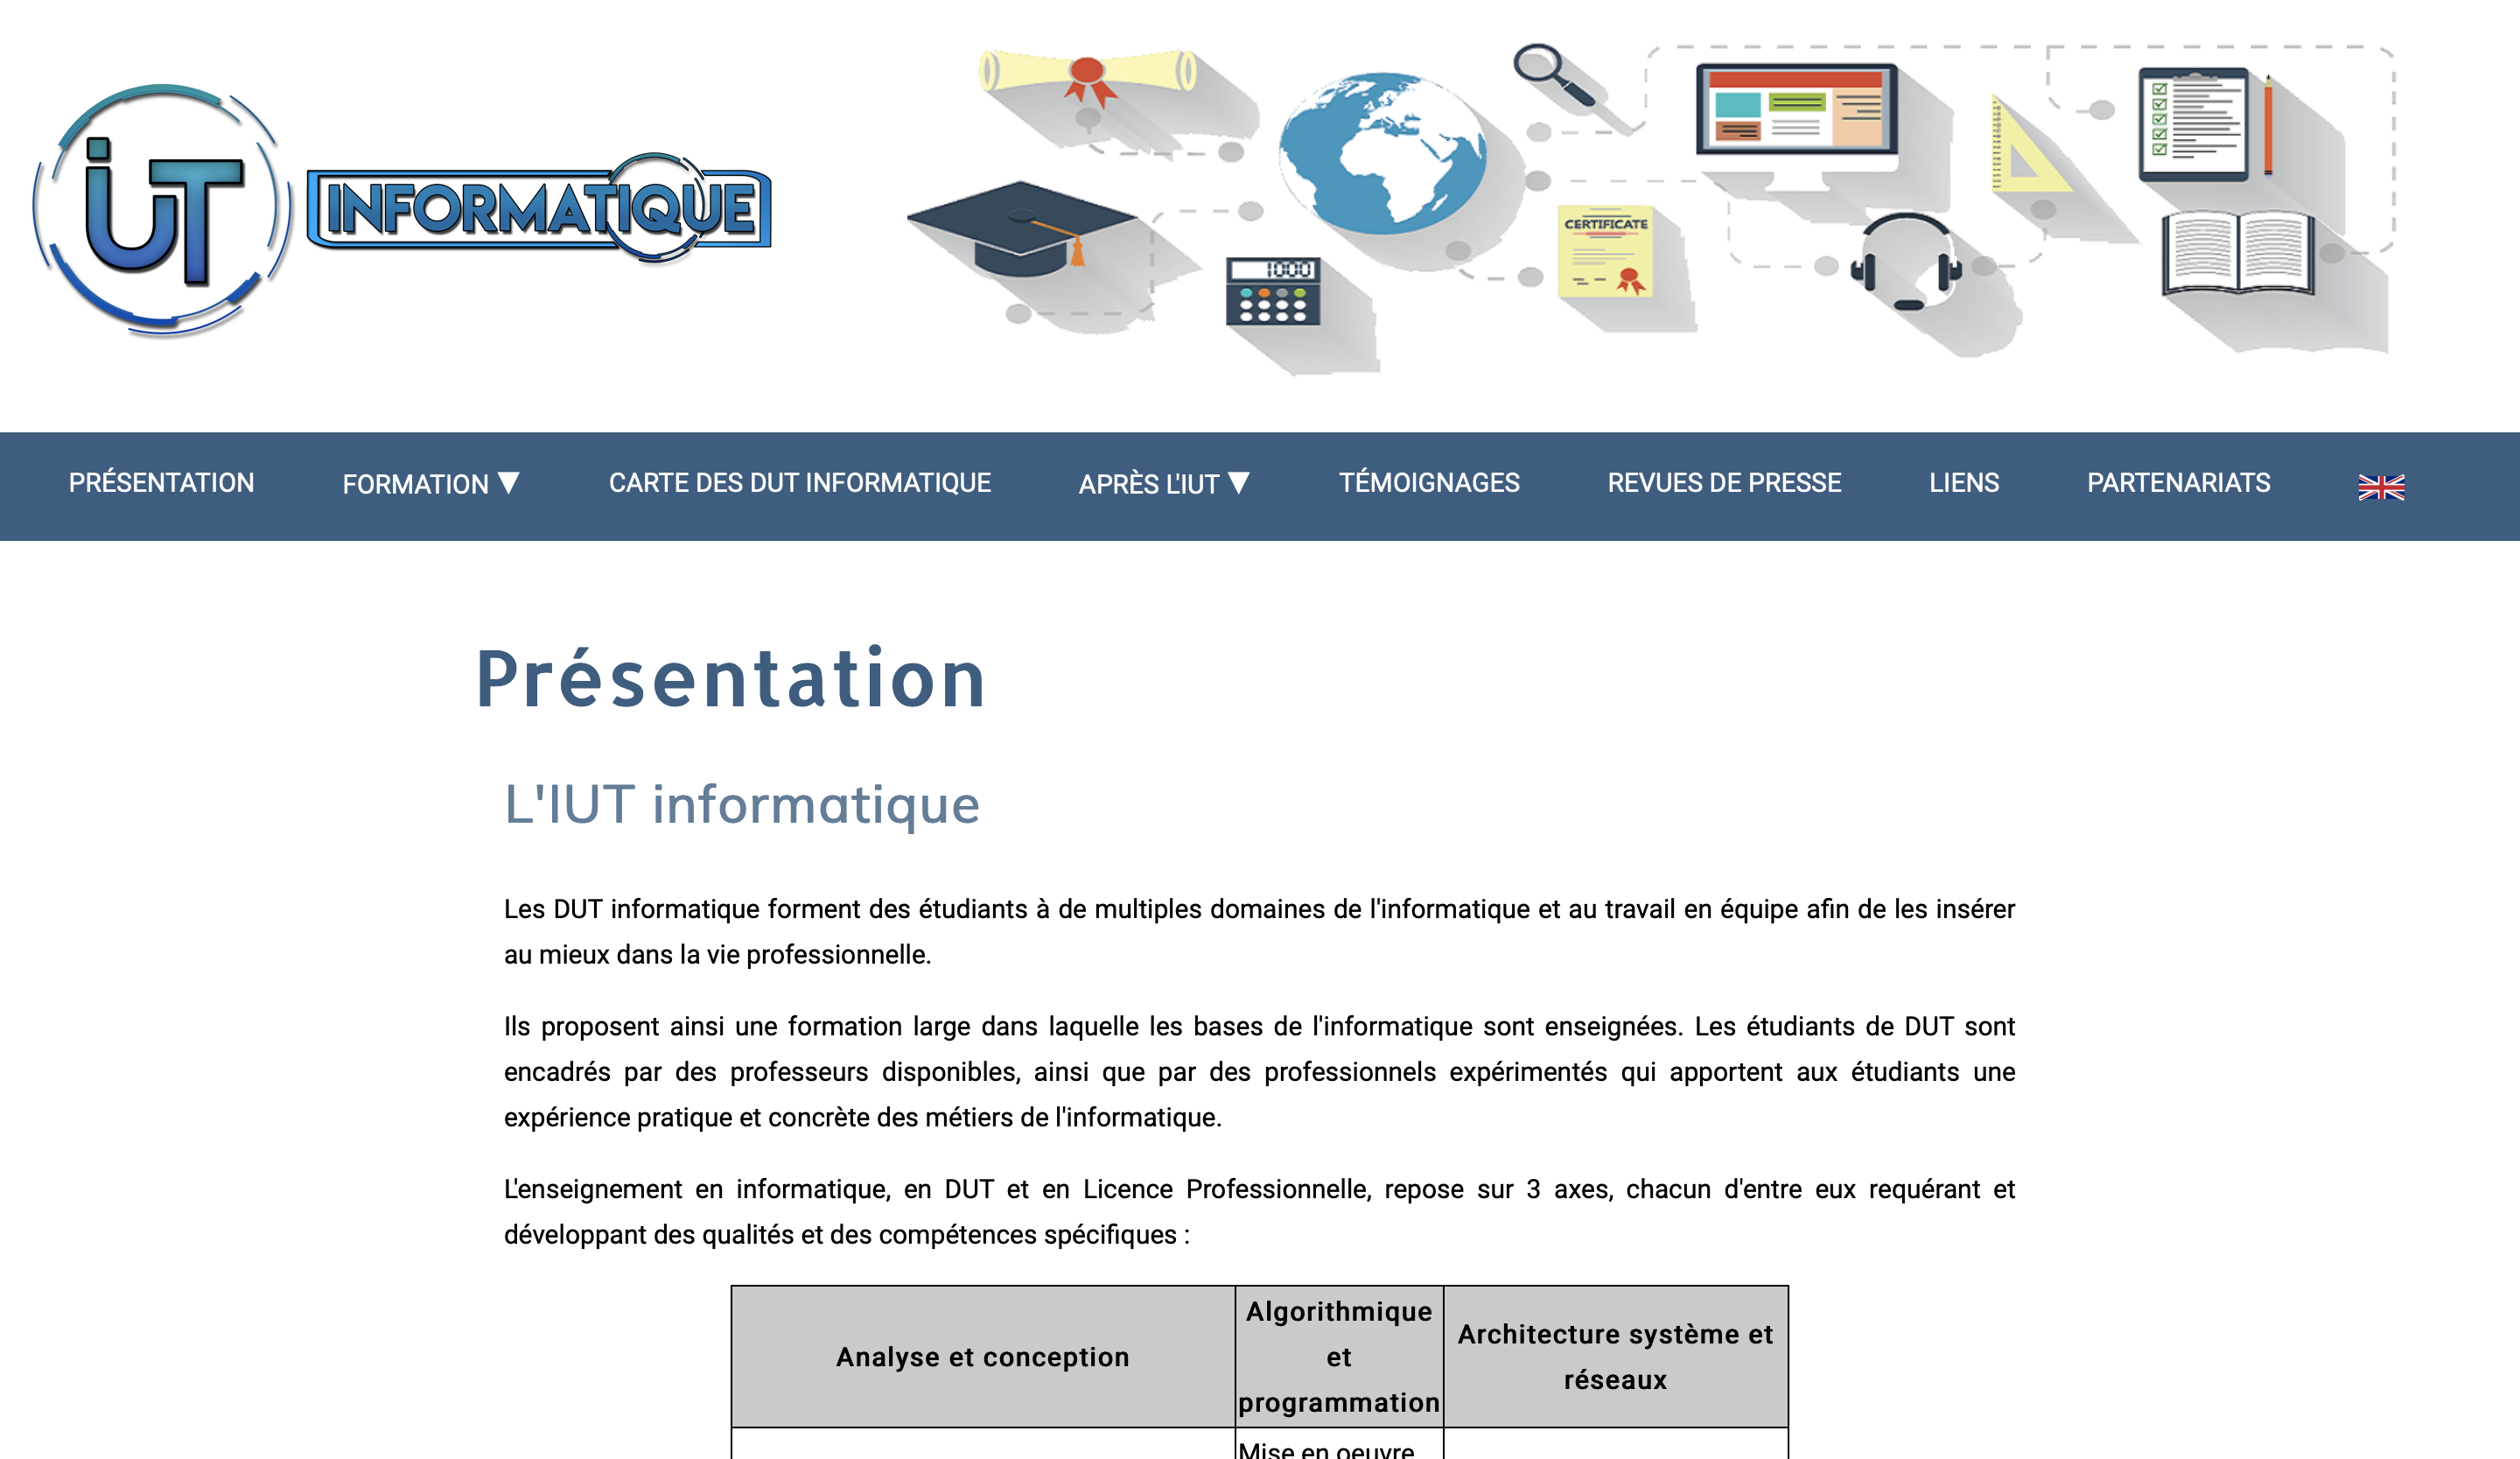 iUT
INFORMATIQUE
1000
CERTIFICATE
PRÉSENTATION
FORMATION ▼
CARTE DES DUT INFORMATIQUE
APRÈS L'IUT ▼
TÉMOIGNAGES
REVUES DE PRESSE
LIENS
PARTENARIATS
Présentation
L'IUT informatique
Les DUT informatique forment des étudiants à de multiples domaines de l'informatique et au travail en équipe afin de les insérer
au mieux dans la vie professionnelle.
Ils proposent ainsi une formation large dans laquelle les bases de l'informatique sont enseignées. Les étudiants de DUT sont
encadrés par des professeurs disponibles, ainsi que par des professionnels expérimentés qui apportent aux étudiants une
expérience pratique et concrète des métiers de l'informatique.
L'enseignement en informatique, en DUT et en Licence Professionnelle, repose sur 3 axes, chacun d'entre eux requérant et
développant des qualités et des compétences spécifiques :
Analyse et conception
Algorithmique
et
programmation
Architecture système et
réseaux
Mise en oeuvre